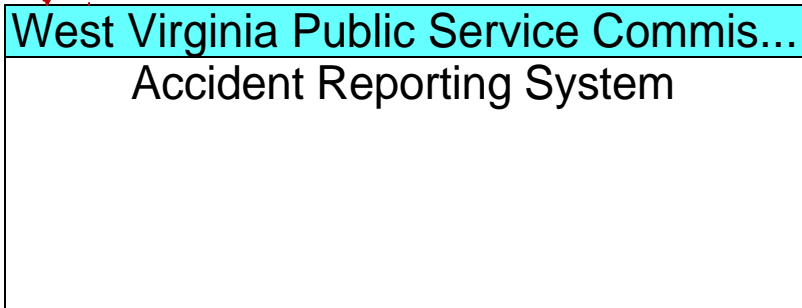 West Virginia Public Service Commis...
Accident Reporting System